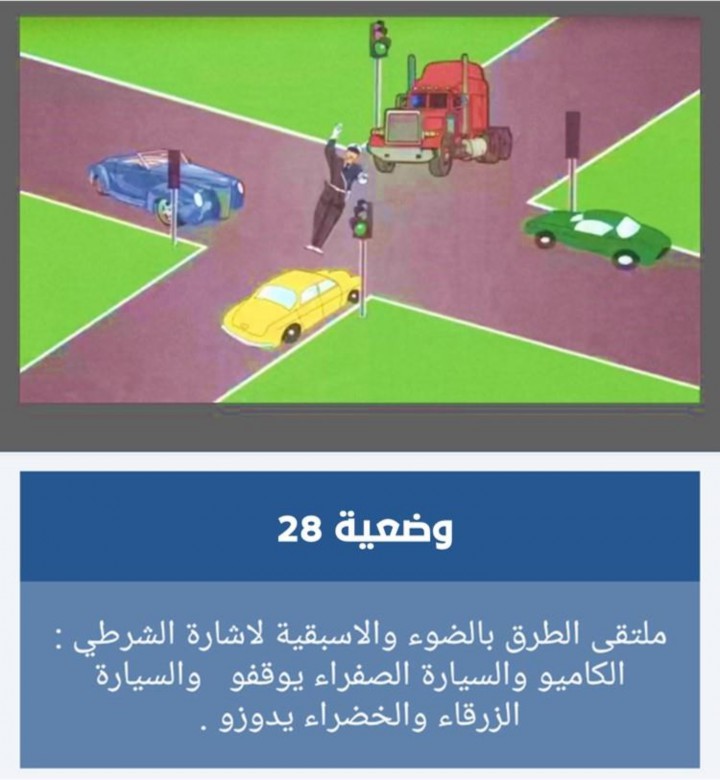 وضعية 28
ملتقى الطرق بالضوء والاسبقية لاشارة الشرطي :
الكاميو والسيارة الصفراء يوقفو والسيارة
الزرقاء والخضراء يدوزو .